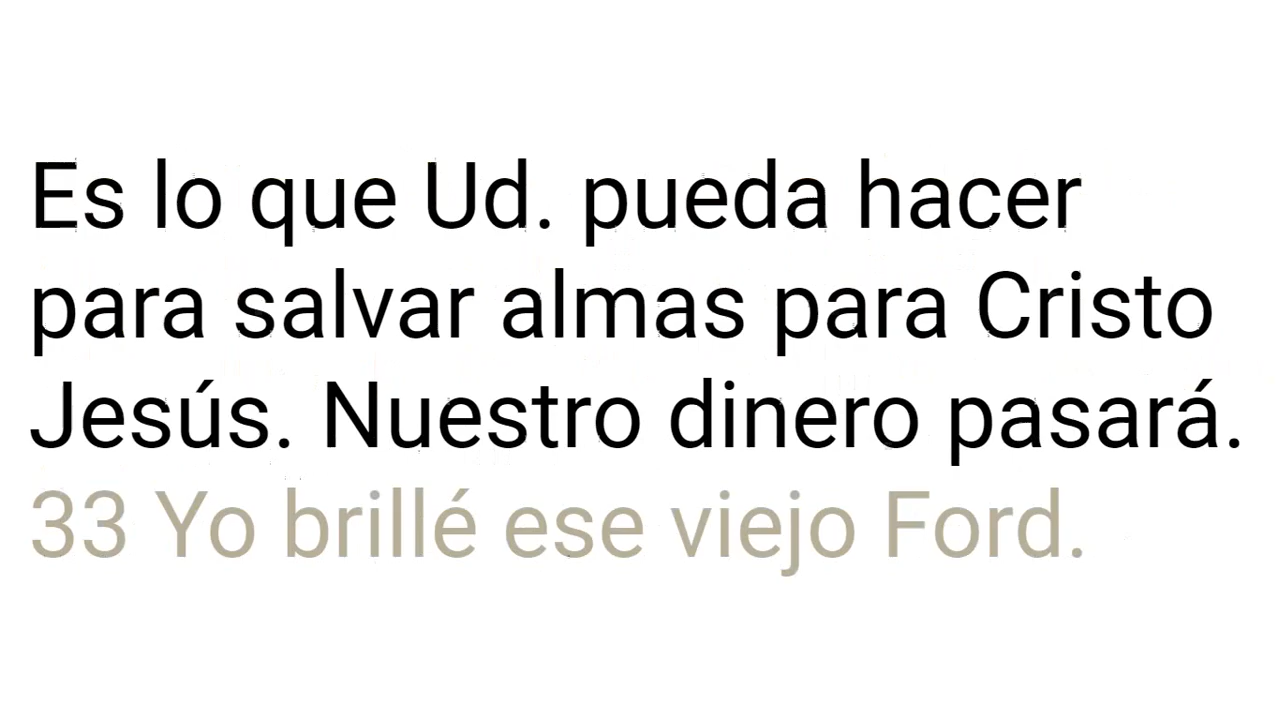 Es lo que Ud. pueda hacer
para salvar almas para Cristo
Jesús. Nuestro dinero pasará.
33 Yo brillé ese viejo Ford.